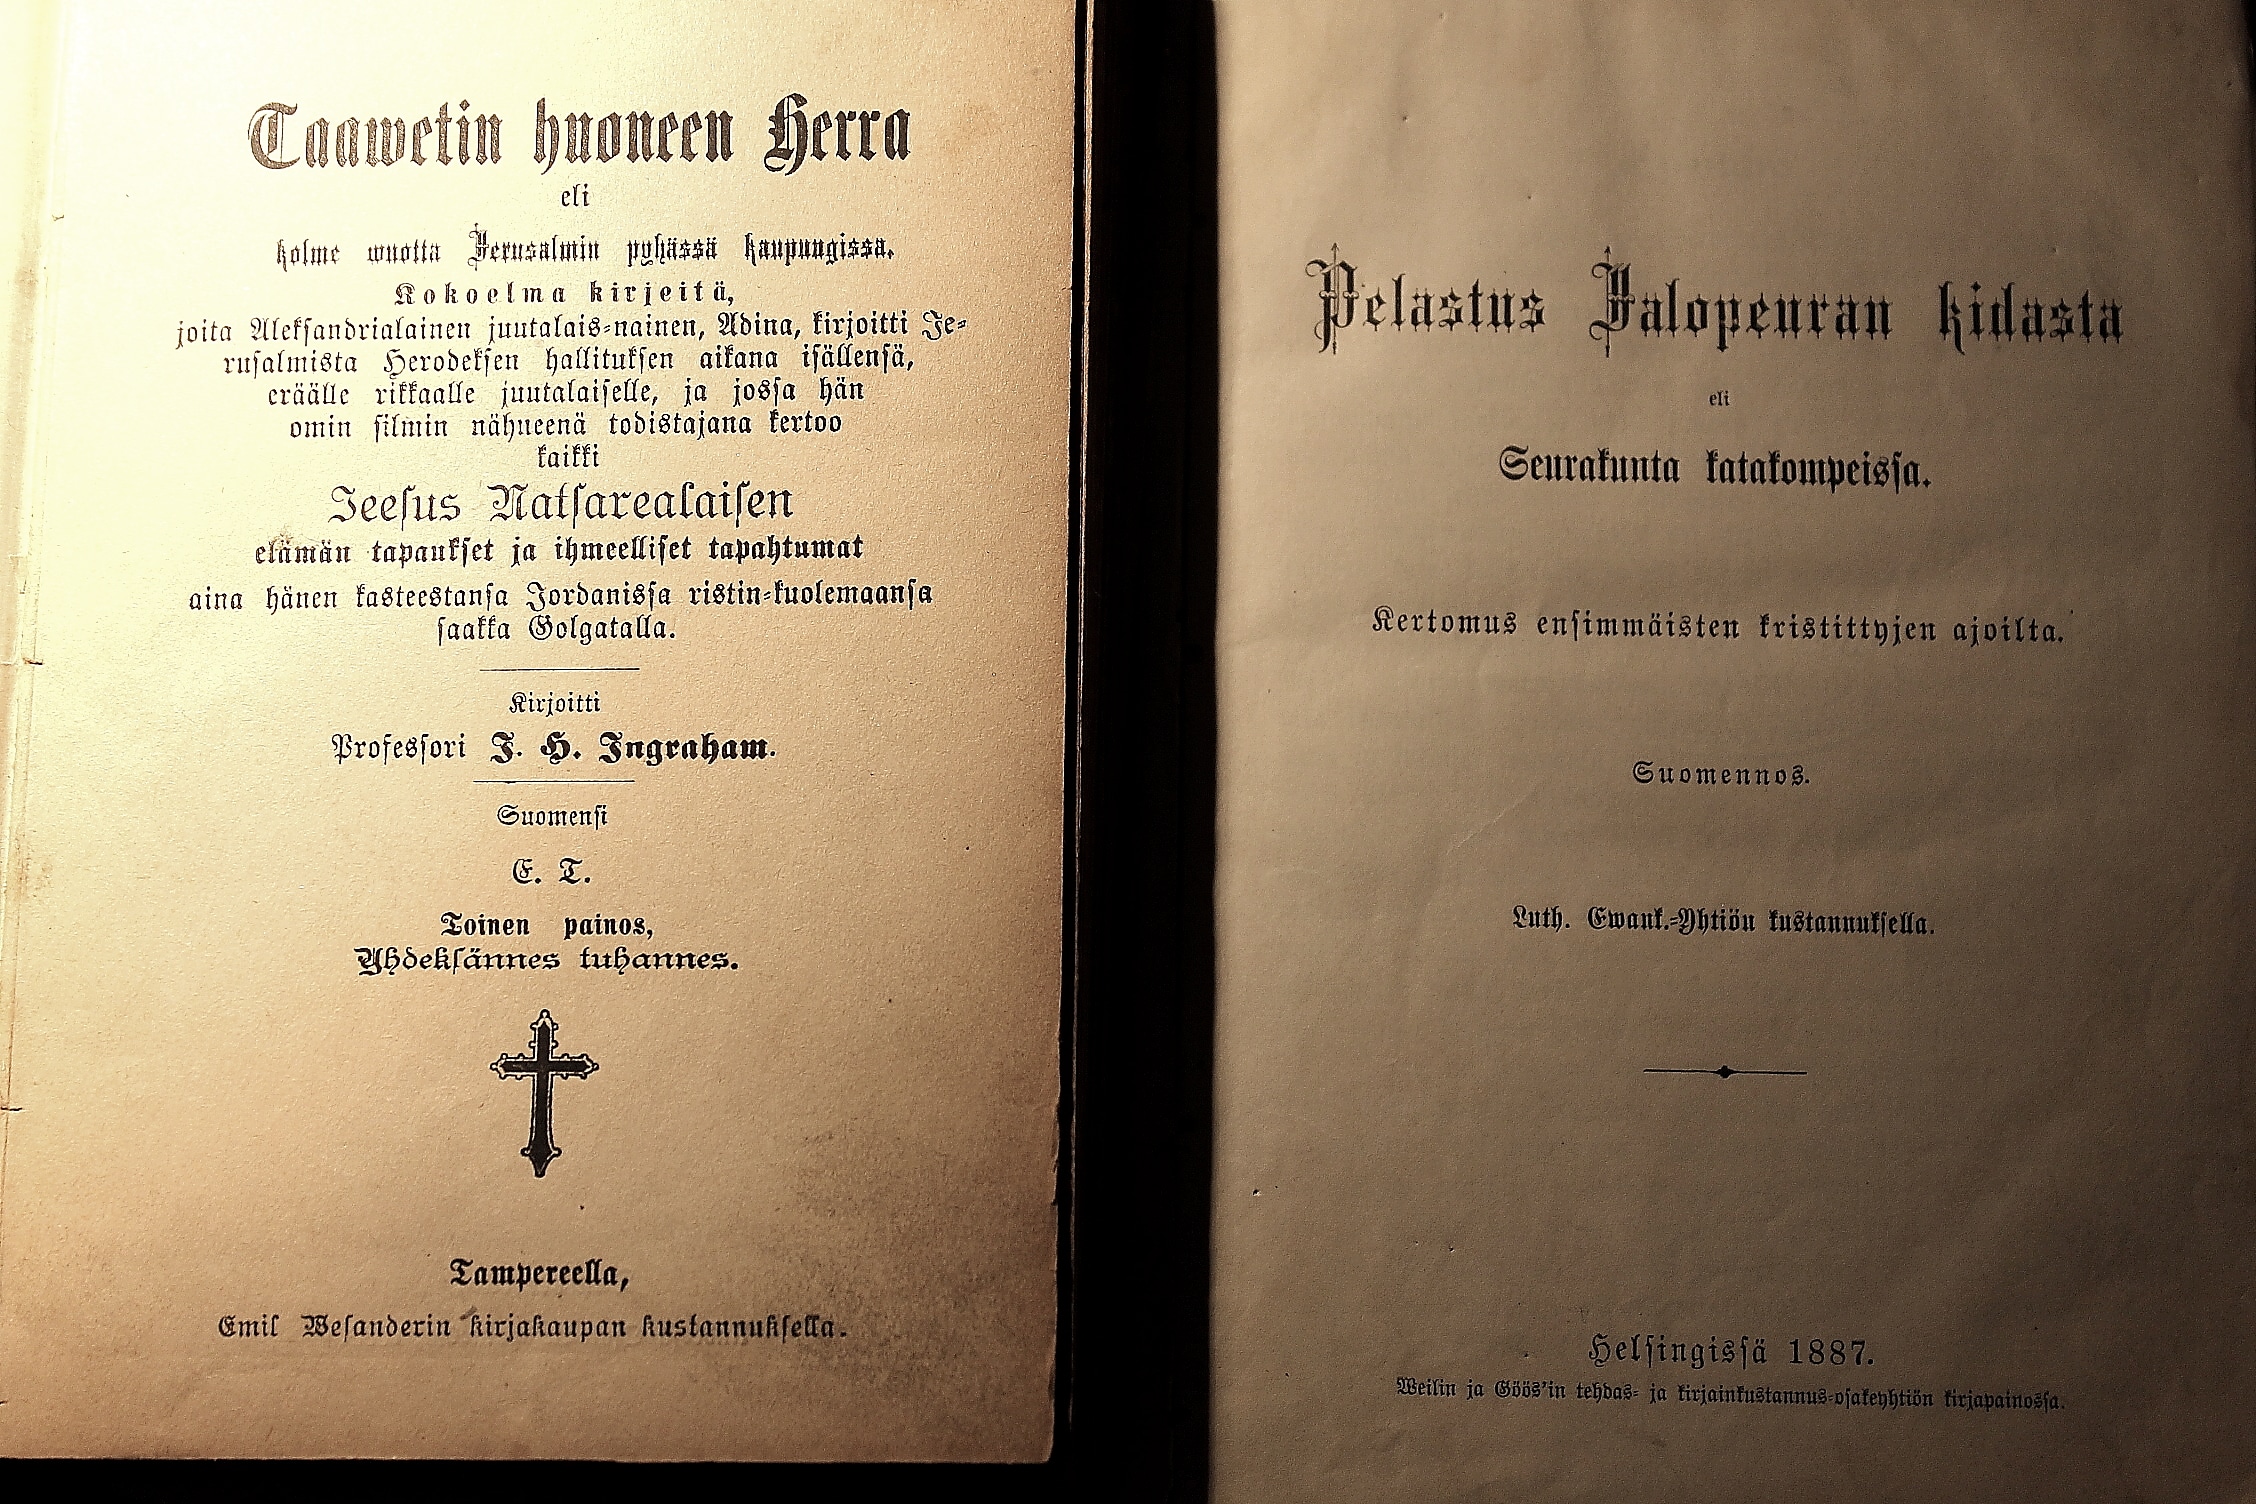 Taawetin huoneen Herra
eli
kolme wuotta Jerusalmin pyhässä kaupungissa.
Kokoelma kirjeitä,
joita Aleksandrialainen juutalais-nainen, Adina, kirjoitti Je-
rusalmista Herodeksen hallituksen aikana isällensä,
eräälle rikkaalle juutalaiselle, ja jossa hän
omin silmin nähneenä todistajana kertoo
kaikki
Jeesus Natsarealaisen
elämän tapaukset ja ihmeelliset tapahtumat
aina hänen kasteestansa Jordanissa ristin-kuolemaansa
saakka Golgatalla.
Kirjoitti
Professori J. H. Ingraham.
Suomensi
E. T.
Toinen painos,
Yhdeksännes tuhannes.
Tampereella,
Emil Wesanderin kirjakaupan kustannuksella.
Pelastus Jalopeuran kidasta
eli
Seurakunta katakompeissa.
Kertomus ensimmäisten kristittyjen ajoilta.
Suomennos.
Luth. Ewank.-Yhtiön kustannuksella.
Helsingissä 1887.
Weilin ja Göös'in tehdas- ja kirjainkustannus-osakeyhtiön kirjapainossa.